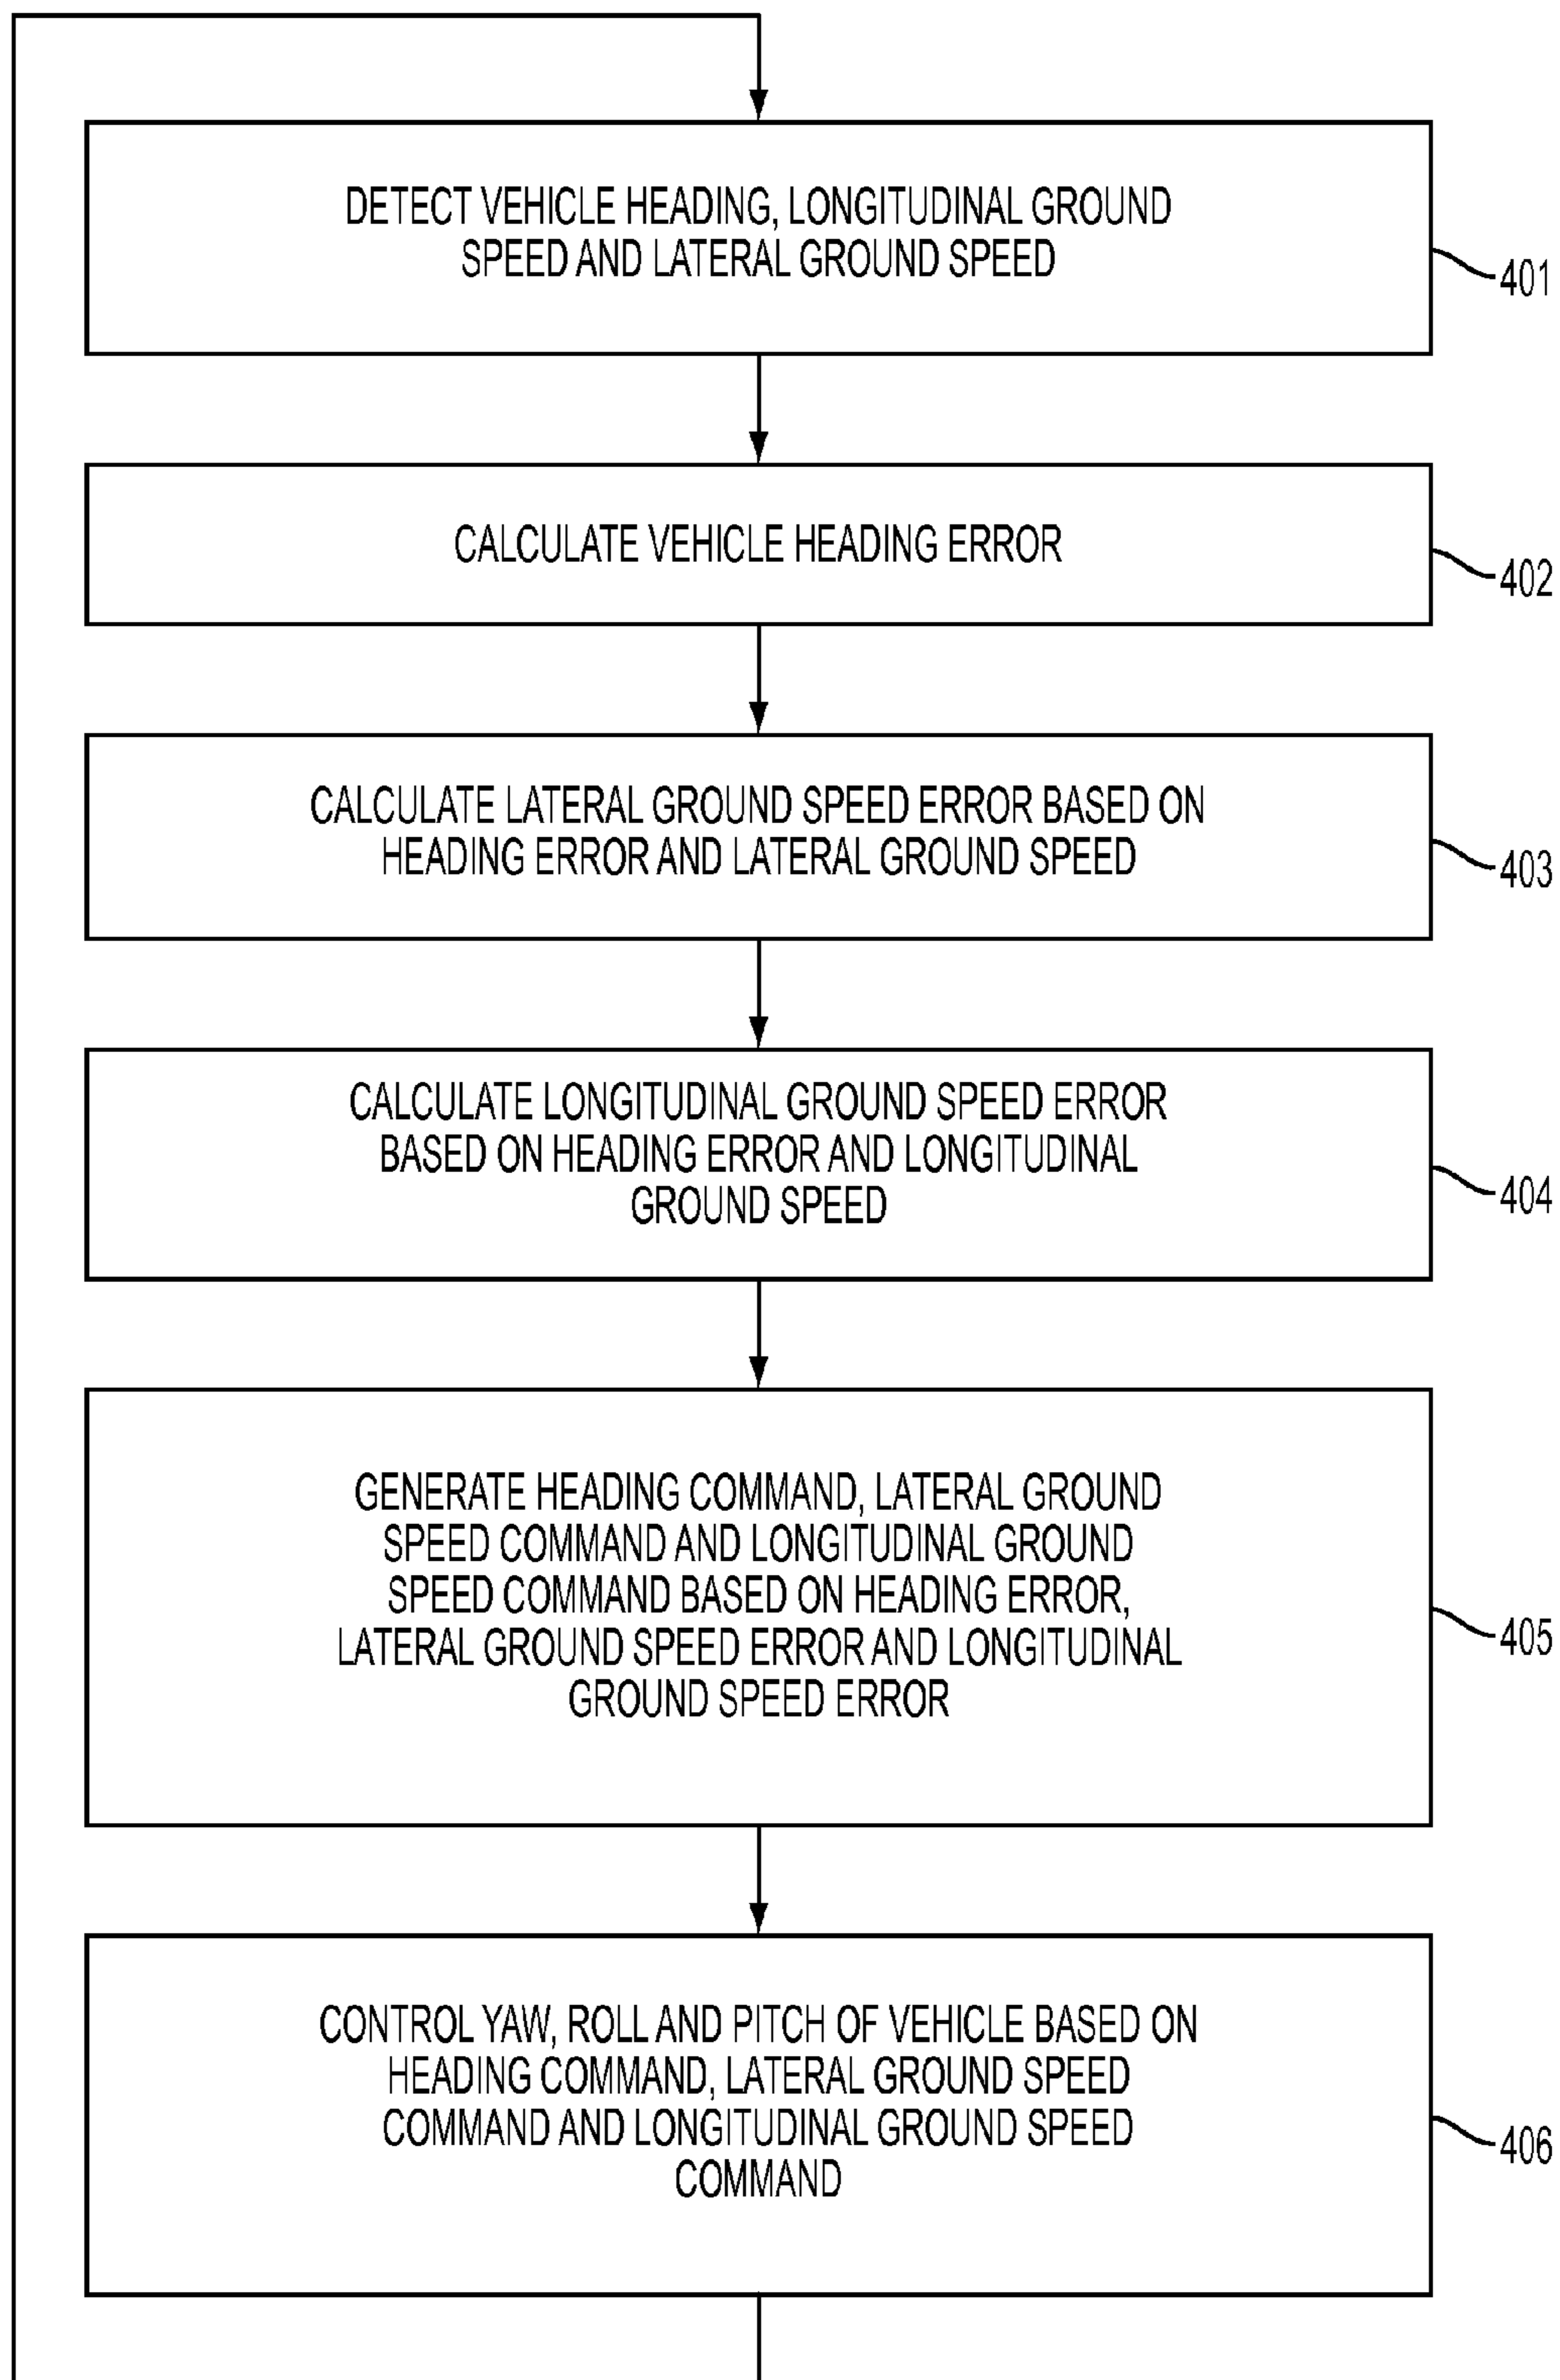 DETECT VEHICLE HEADING, LONGITUDINAL GROUND
SPEED AND LATERAL GROUND SPEED
401
CALCULATE VEHICLE HEADING ERROR
402
CALCULATE LATERAL GROUND SPEED ERROR BASED ON
HEADING ERROR AND LATERAL GROUND SPEED
403
CALCULATE LONGITUDINAL GROUND SPEED ERROR
BASED ON HEADING ERROR AND LONGITUDINAL
GROUND SPEED
404
GENERATE HEADING COMMAND, LATERAL GROUND
SPEED COMMAND AND LONGITUDINAL GROUND
SPEED COMMAND BASED ON HEADING ERROR,
LATERAL GROUND SPEED ERROR AND LONGITUDINAL
GROUND SPEED ERROR
405
CONTROL YAW, ROLL AND PITCH OF VEHICLE BASED ON
HEADING COMMAND, LATERAL GROUND SPEED
COMMAND AND LONGITUDINAL GROUND SPEED
COMMAND
406